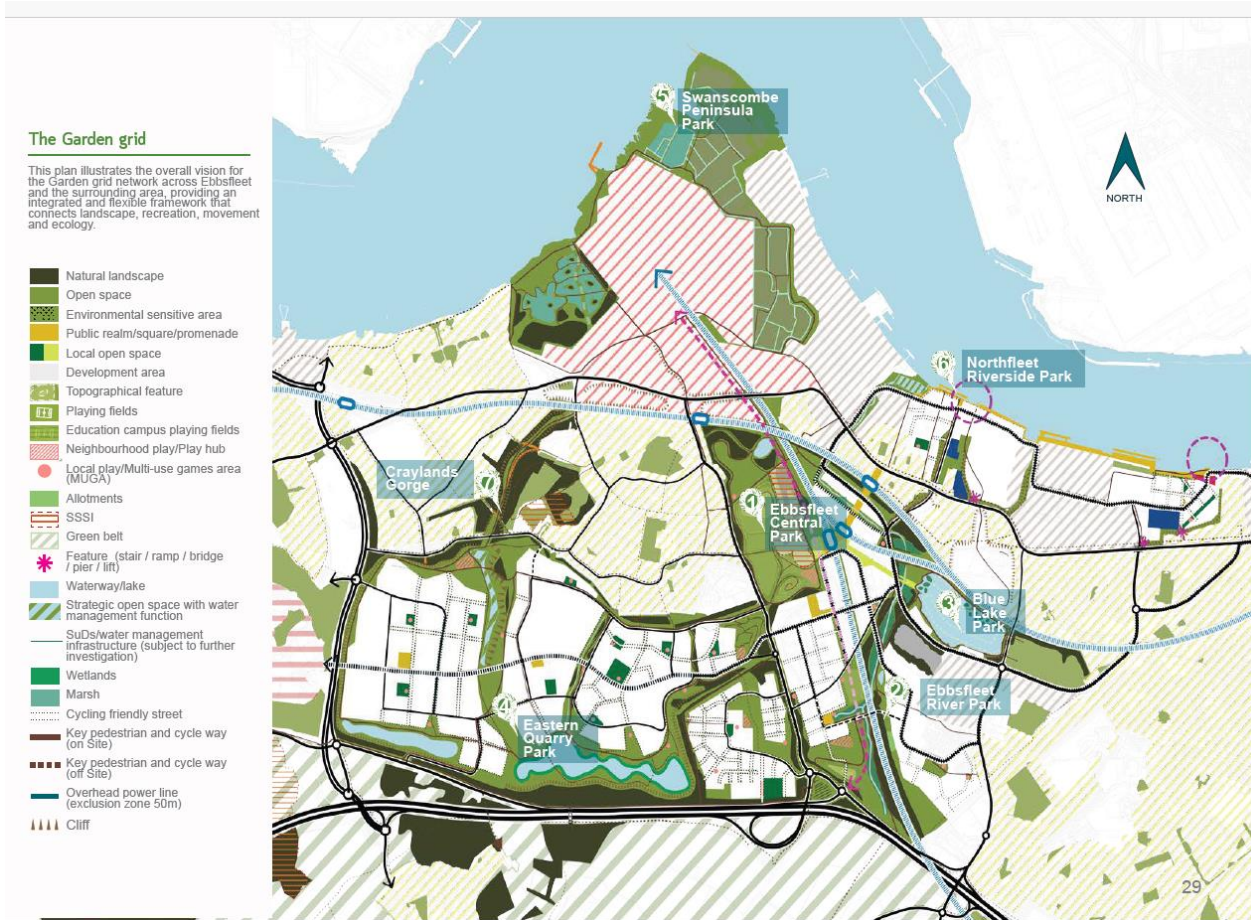 The Garden grid
This plan illustrates the overall vision for
the Garden grid network across Ebbsfleet
and the surrounding area, providing an
integrated and flexible framework that
connects landscape, recreation, movement
and ecology.
Natural landscape
Open space
Environmental sensitive area
Public realm/square/promenade
Local open space
Development area
Topographical feature
Playing fields
Education campus playing fields
Neighbourhood play/Play hub
Local play/Multi-use games area
(MUGA)
Allotments
SSSI
Green belt
Feature (stair / ramp / bridge
/ pier / lift)
Waterway/lake
Strategic open space with water
management function
SuDs/water management
infrastructure (subject to further
investigation)
Wetlands
Marsh
Cycling friendly street
Key pedestrian and cycle way
(on Site)
Key pedestrian and cycle way
(off Site)
Overhead power line
(exclusion zone 50m)
Cliff
5
Swanscombe
Peninsula
Park
NORTH
6
Northfleet
Riverside Park
Craylands
Gorge
7
1
Ebbsfleet
Central
Park
3
Blue
Lake
Park
2
Ebbsfleet
River Park
4
Eastern
Quarry
Park
29